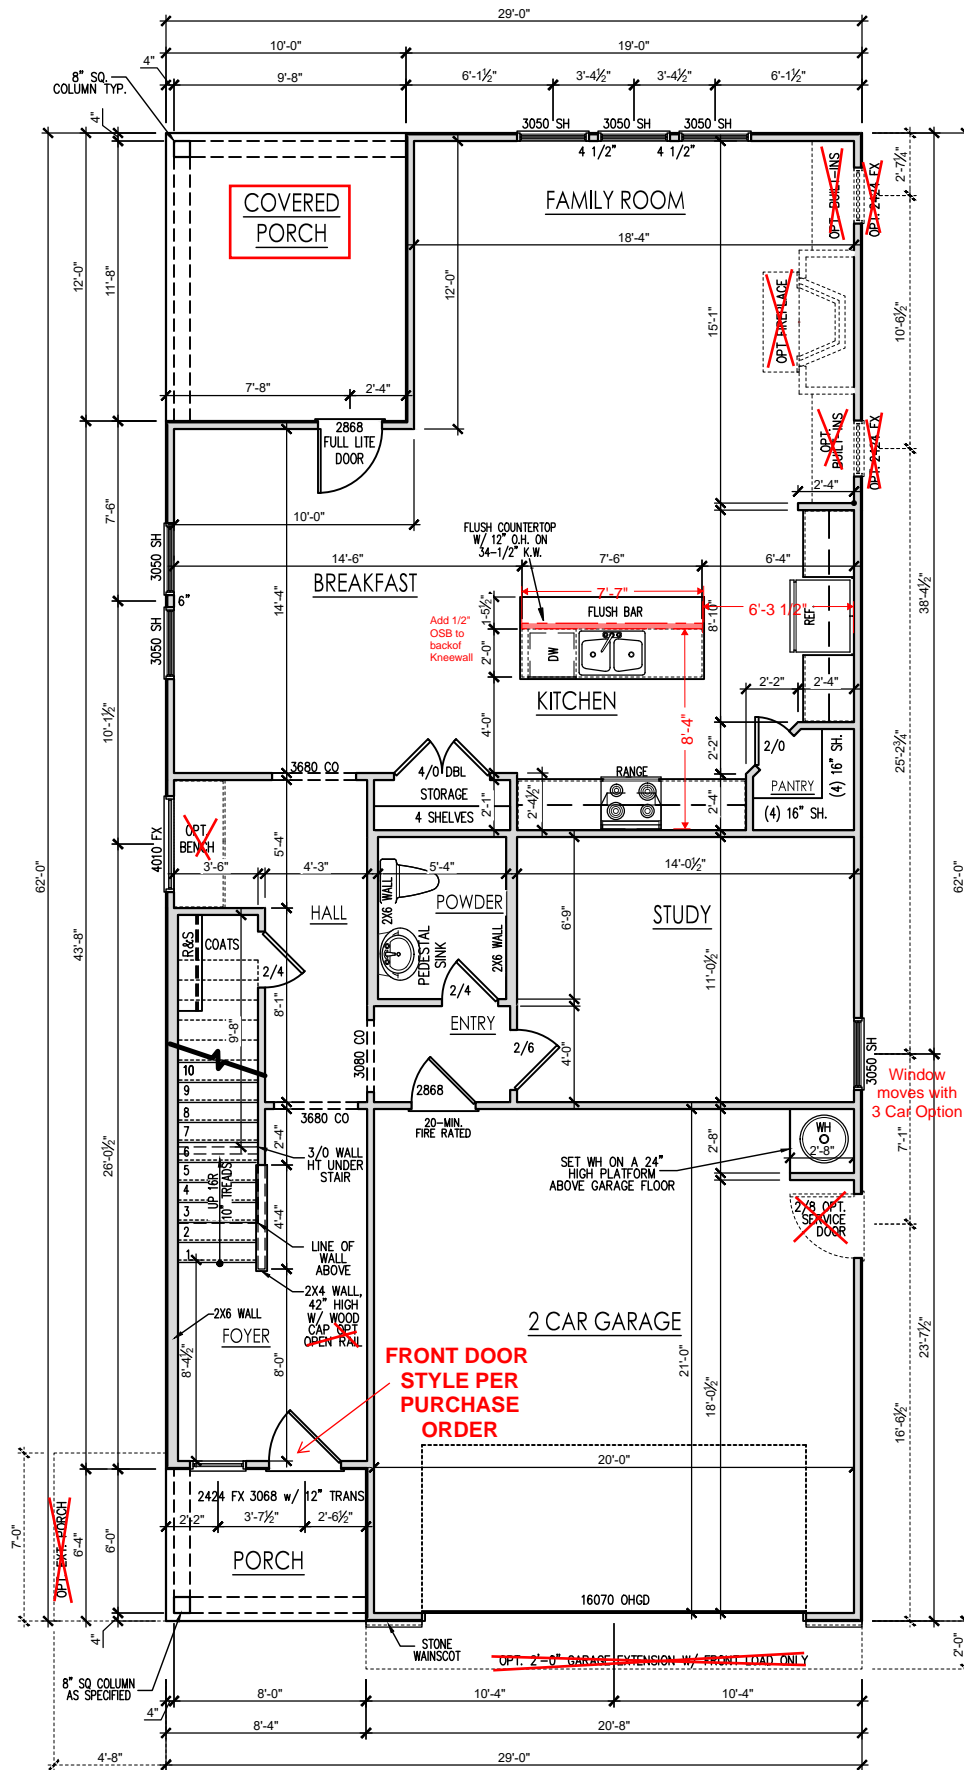 29'-0"
10'-0"
19'-0"
4"
9'-8"
6'-1½"
3'-4½"
3'-4½"
6'-1½"
8" SQ.
COLUMN TYP.
4"
3050 SH
3050 SH
3050 SH
4 1/2"
4 1/2"
COVERED
PORCH
FAMILY ROOM
18'-4"
OPT. BUILT-INS
OPT. 2424 FX
2'-7¼"
12'-0"
11'-8"
12'-0"
15'-1"
OPT FIREPLACE
10'-6½"
7'-8"
2'-4"
2868
FULL LITE
DOOR
OPT.
BUILT-INS
OPT. 2424 FX
2'-4"
10'-0"
7'-6"
3050 SH
FLUSH COUNTERTOP
W/ 12" O.H. ON
34-1/2" K.W.
14'-6"
7'-6"
6'-4"
BREAKFAST
14'-4"
7'-7"
FLUSH BAR
6'-3 1/2"
8'-10"
REF
38'-4½"
6"
1'-5½"
Add 1/2"
OSB to
backof
Kneewall
2'-0"
DW
3050 SH
KITCHEN
2'-2"
2'-4"
10'-1½"
4'-0"
8'-4"
2'-2"
2/0
25'-2¾"
3680 CO
4/0 DBL
STORAGE
4 SHELVES
2'-1"
2'-4½"
RANGE
2'-4"
PANTRY
(4) 16" SH.
(4) 16" SH.
4010 FX
OPT.
BENCH
5'-4"
3'-6"
4'-3"
5'-4"
14'-0½"
62'-0"
62'-0"
2X6 WALL
POWDER
HALL
PEDESTAL
SINK
2X6 WALL
6'-9"
STUDY
R&S
COATS
2/4
2/4
11'-0½"
43'-8"
9'-8"
8'-1"
ENTRY
3080 CO
2/6
4'-0"
3050 SH
Window
moves with
3 Car Option
10
9
8
7
6
5
4
3
2
1
UP 16R
10" TREADS
2868
20-MIN.
FIRE RATED
3680 CO
2'-4"
3/0 WALL
HT UNDER
STAIR
WH
2'-8"
2'-8"
SET WH ON A 24"
HIGH PLATFORM
ABOVE GARAGE FLOOR
7'-1"
26'-0½"
4'-4"
LINE OF
WALL
ABOVE
2/8 OPT.
SERVICE
DOOR
2X4 WALL,
42" HIGH
W/ WOOD
CAP OPT
OPEN RAIL
2X6 WALL
FOYER
8'-4½"
8'-0"
2 CAR GARAGE
21'-0"
18'-0½"
23'-7½"
16'-6½"
FRONT DOOR
STYLE PER
PURCHASE
ORDER
20'-0"
2424 FX 3068 w/ 12" TRANS
2'-2"
3'-7½"
2'-6½"
7'-0"
OPT EXT. PORCH
6'-4"
6'-0"
PORCH
16070 OHGD
4"
STONE
WAINSCOT
OPT. 2'-0" GARAGE EXTENSION W/ FRONT LOAD ONLY
2'-0"
8" SQ COLUMN
AS SPECIFIED
4"
8'-0"
10'-4"
10'-4"
8'-4"
20'-8"
4'-8"
29'-0"